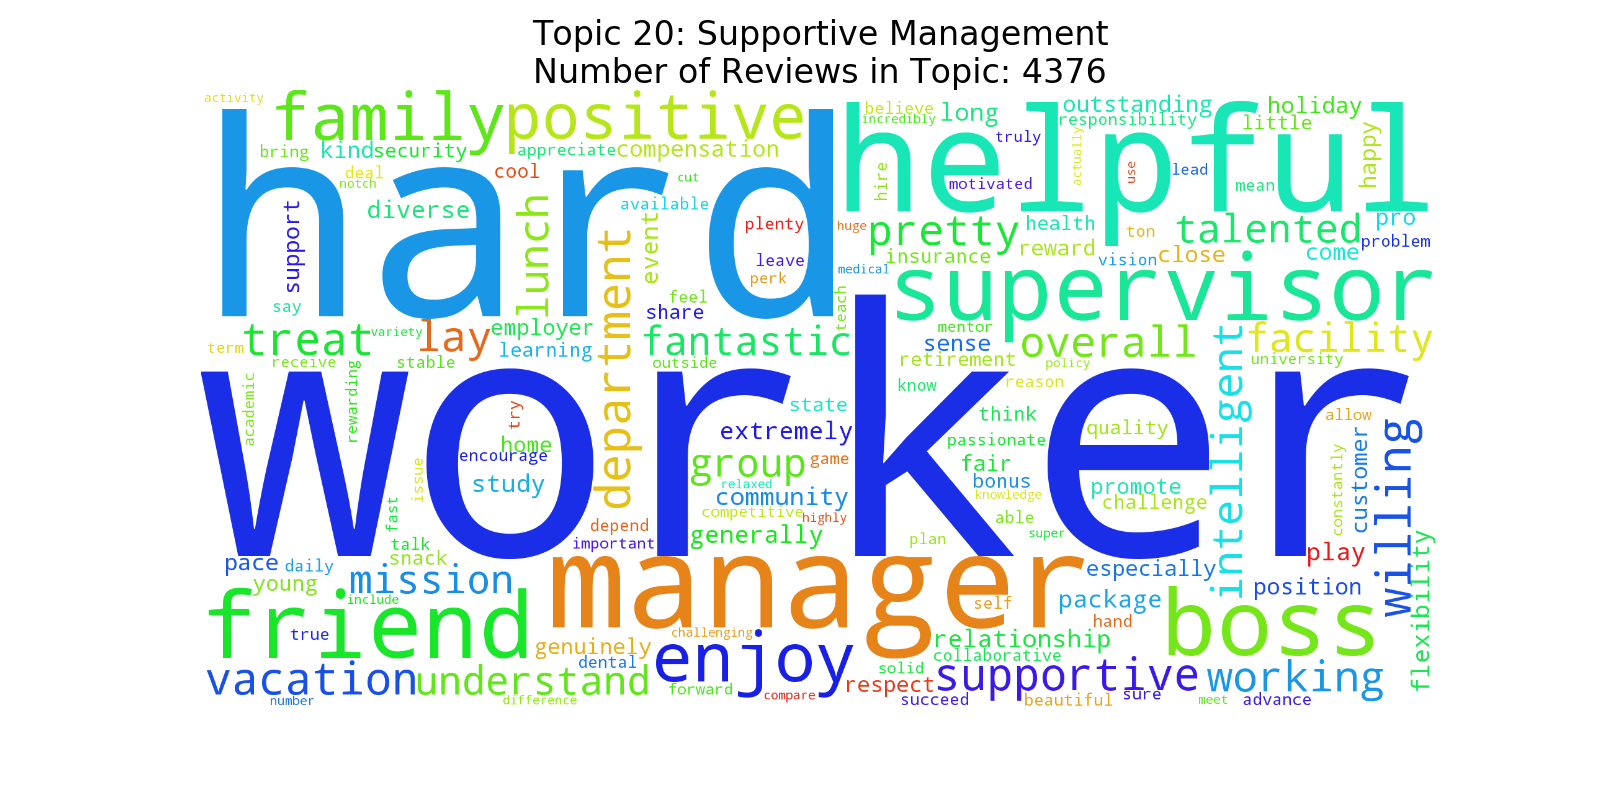 Topic 20: Supportive Management
Number of Reviews in Topic: 4376
activity
family
positive
hard
helpful
believe
incredibly
long
outstanding
responsibility
holiday
little
bring
kind
security
appreciate
compensation
truly
actually
happy
deal
notch
cool
cut
hire
motivated
use
lead
mean
diverse
lunch
available
support
event
plenty
huge
pretty
health
ton
talented
pro
problem
department
leave
perk
medical
insurance
reward
vision
close
come
say
feel
share
teach
supervisor
treat
variety
lay
employer
learning
fantastic
mentor
sense
overall
facility
term
receive
stable
outside
retirement
policy
university
academic
rewarding
worker
try
home
encourage
study
state
extremely
group
game
relaxed
community
competitive
highly
generally
know
reason
think
passionate
fair
bonus
knowledge
able
super
plan
quality
promote
challenge
intelligent
allow
customer
constantly
willing
issue
fast
talk
snack
depend
important
pace
daily
young
mission
include
manager
self
especially
package
hand
position
play
flexibility
friend
true
genuinely
dental
challenging
enjoy
relationship
collaborative
solid
boss
vacation
understand
forward
compare
respect
supportive
working
number
difference
succeed
beautiful
sure
meet
advance